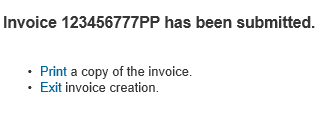 Invoice 123456777PP has been submitted.
• Print a copy of the invoice.
• Exit invoice creation.